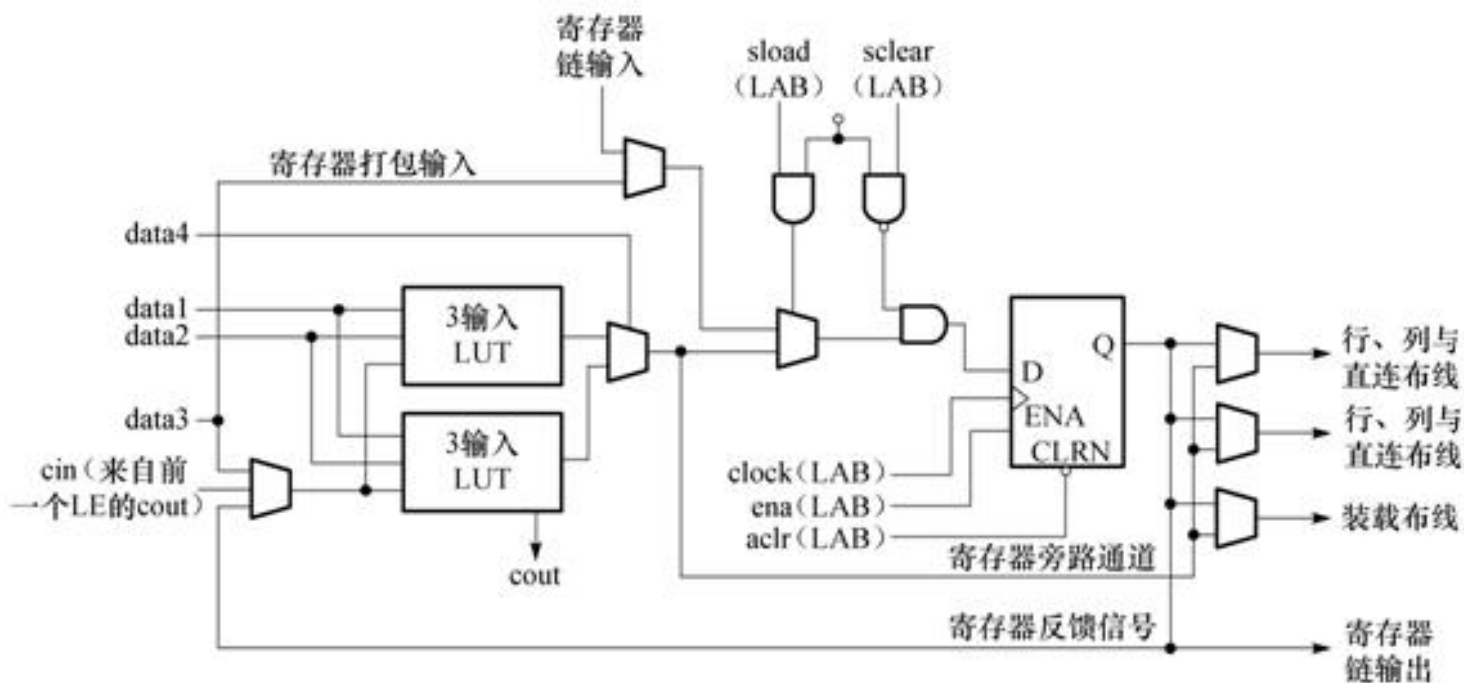 寄存器
链输入
sload
(LAB)
sclear
(LAB)
寄存器打包输入
data4
data1
data2
3输入
LUT
data3
3输入
LUT
cin(来自前
一个LE的cout)
cout
Q
D
ENA
CLRN
clock(LAB)
ena(LAB)
aclr(LAB)
寄存器旁路通道
寄存器反馈信号
行、列与
直连布线
行、列与
直连布线
装载布线
寄存器
链输出